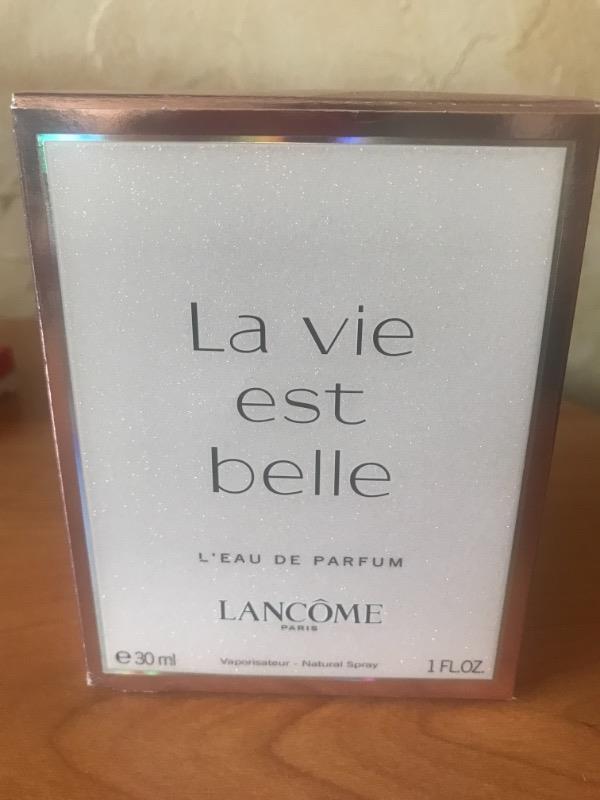 La vie
est
belle
L'EAU DE PARFUM
LANCÔME
PARIS
e 30 ml Vaporisateur - Natural Spray 1 FL.OZ.